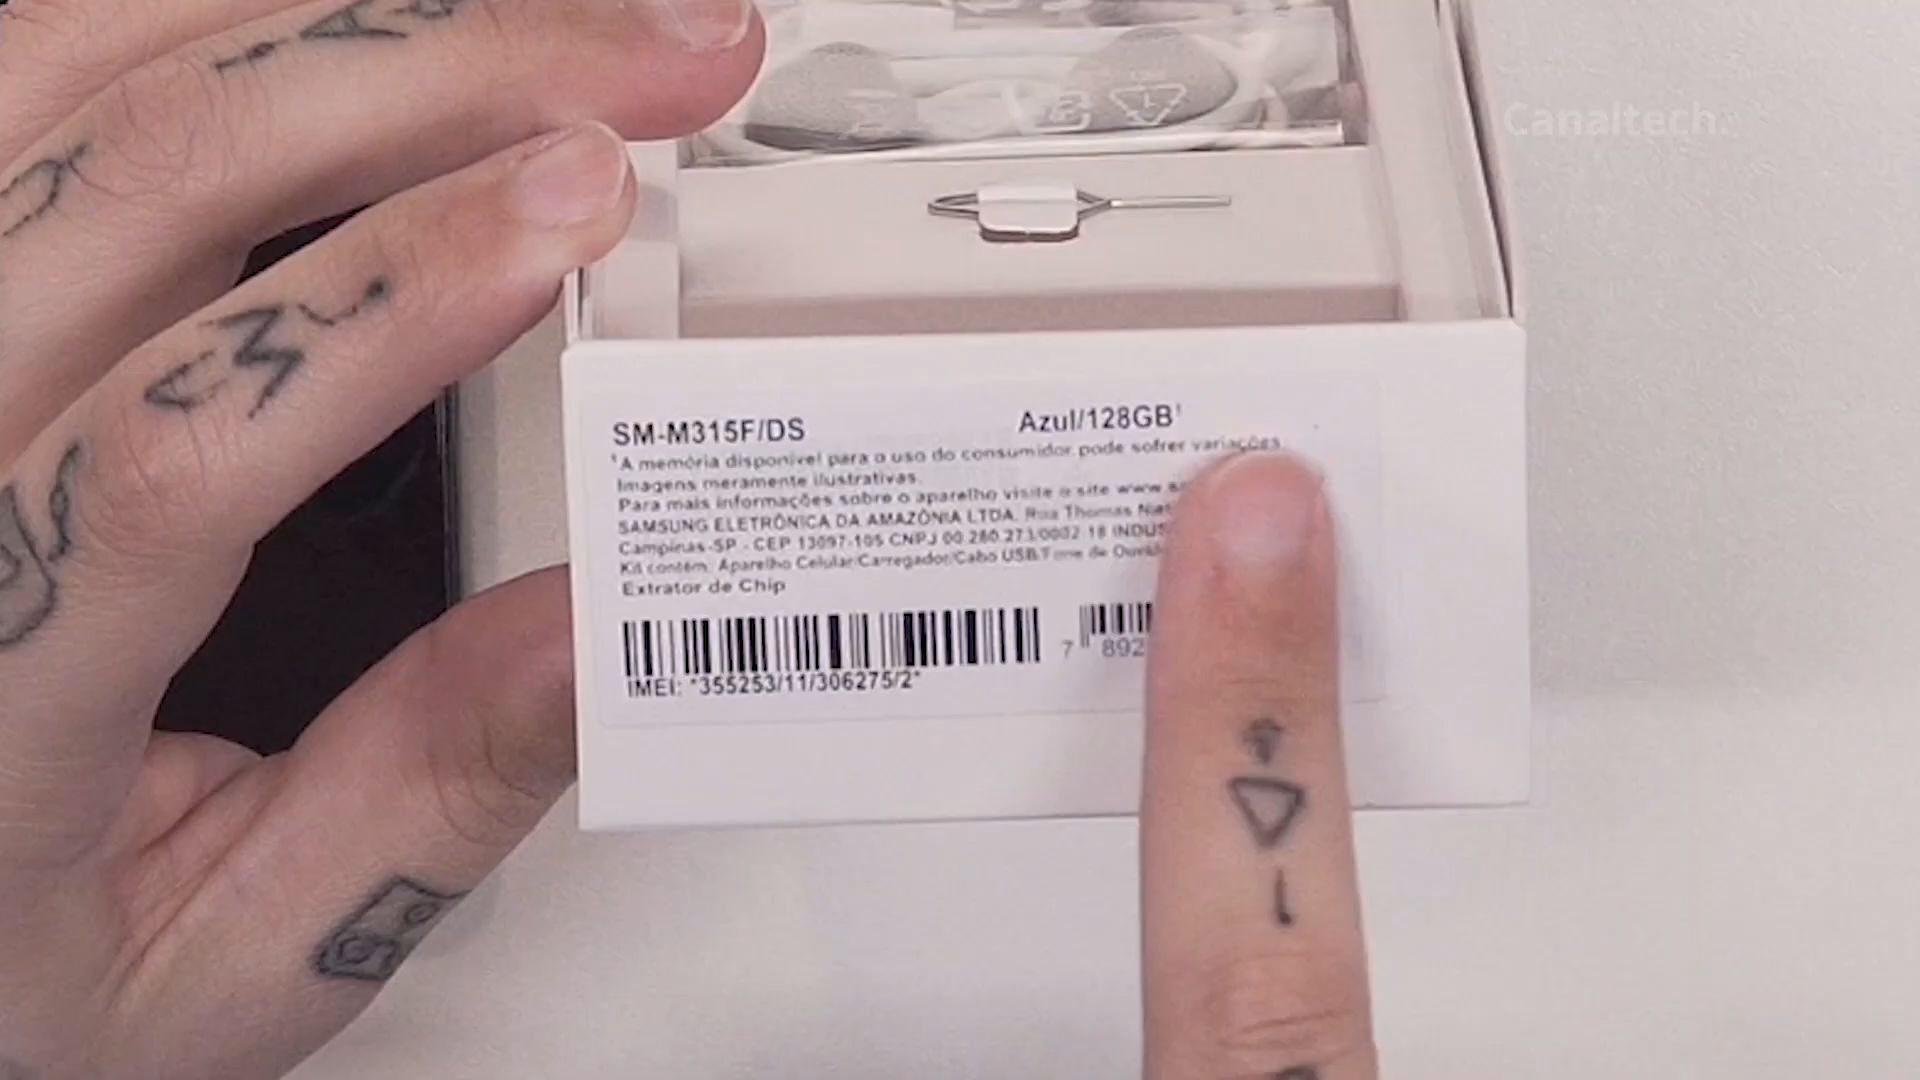 Canaltech.
SM-M315F/DS
Azul/128GB¹
¹A memória disponível para o uso do consumidor pode sofrer variações
Imagens meramente ilustrativas.
Para mais informações sobre o aparelho visite o site www
SAMSUNG ELETRÔNICA DA AMAZÔNIA LTDA. Rua Thomas
Campinas-SP - CEP 13097-105 CNPJ 00.280.273/0002-18
Kit contém: Aparelho Celular/Carregador/Cabo USB/Fone de
Extrator de Chip
7 892
IMEI: *355253/11/306275/2*